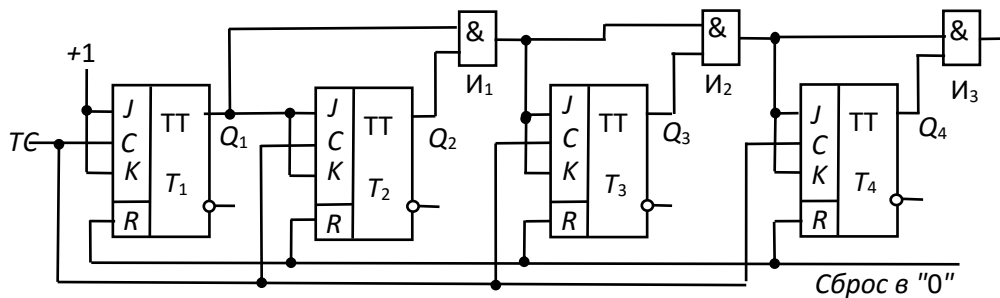 & & &
И₁ И₂ И₃
+1
J TT J TT J TT J TT
Q₁ Q₂ Q₃ Q₄
TC C C C C
K T₁ K T₂ K T₃ K T₄
R R R R
Сброс в "0"